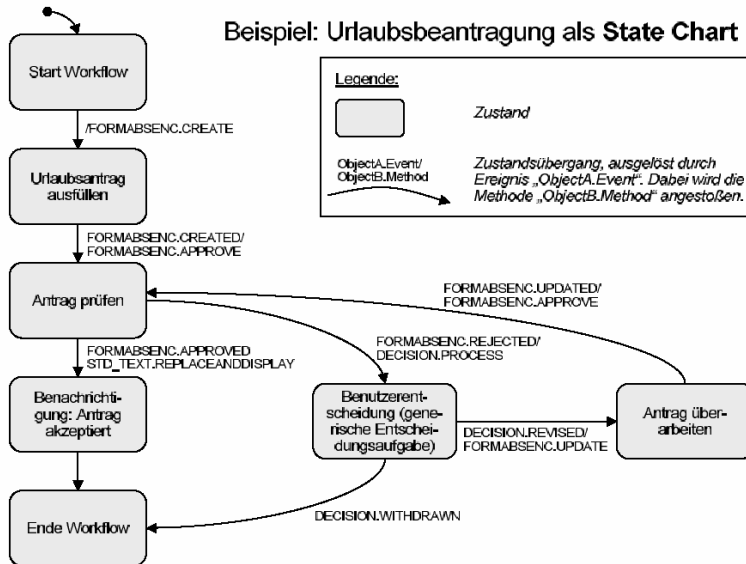 Beispiel: Urlaubsbeantragung als State Chart
Start Workflow
Legende:
Zustand
ObjectA.Event/
ObjectB.Method
Zustandsübergang, ausgelöst durch
Ereignis „ObjectA.Event“. Dabei wird die
Methode „ObjectB.Method“ angestoßen.
/FORMABSENC.CREATE
Urlaubsantrag
ausfüllen
FORMABSENC.CREATED/
FORMABSENC.APPROVE
Antrag prüfen
FORMABSENC.UPDATED/
FORMABSENC.APPROVE
FORMABSENC.REJECTED/
DECISION.PROCESS
FORMABSENC.APPROVED
STD_TEXT.REPLACEANDDISPLAY
Benachrichti-
gung: Antrag
akzeptiert
Benutzerent-
scheidung (gene-
rische Entschei-
dungsaufgabe)
DECISION.REVISED/
FORMABSENC.UPDATE
Antrag über-
arbeiten
DECISION.WITHDRAWN
Ende Workflow